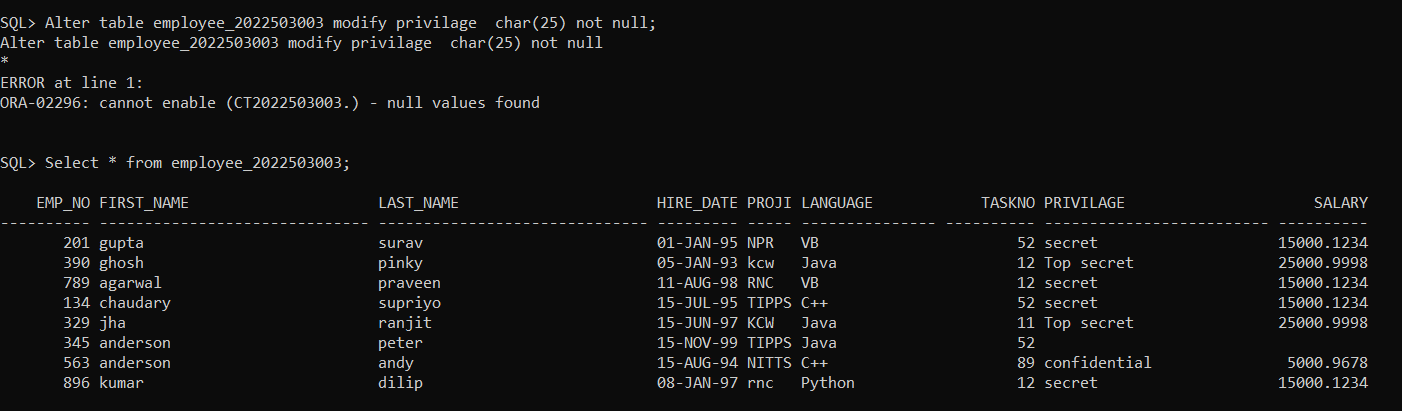 SQL> Alter table employee_2022503003 modify privilage  char(25) not null;
Alter table employee_2022503003 modify privilage  char(25) not null
*
ERROR at line 1:
ORA-02296: cannot enable (CT2022503003.) - null values found
SQL> Select * from employee_2022503003;
    EMP_NO FIRST_NAME                     LAST_NAME                      HIRE_DATE PROJI LANGUAGE            TASKNO PRIVILAGE                     SALARY
---------- ------------------------------ ------------------------------ --------- ----- --------------- ---------- ------------------------- ----------
       201 gupta                          surav                          01-JAN-95 NPR   VB                      52 secret                    15000.1234
       390 ghosh                          pinky                          05-JAN-93 kcw   Java                    12 Top secret                25000.9998
       789 agarwal                        praveen                        11-AUG-98 RNC   VB                      12 secret                    15000.1234
       134 chaudary                       supriyo                        15-JUL-95 TIPPS C++                     52 secret                    15000.1234
       329 jha                            ranjit                         15-JUN-97 KCW   Java                    11 Top secret                25000.9998
       345 anderson                       peter                          15-NOV-99 TIPPS Java                    52
       563 anderson                       andy                           15-AUG-94 NITTS C++                     89 confidential               5000.9678
       896 kumar                          dilip                          08-JAN-97 rnc   Python                  12 secret                    15000.1234